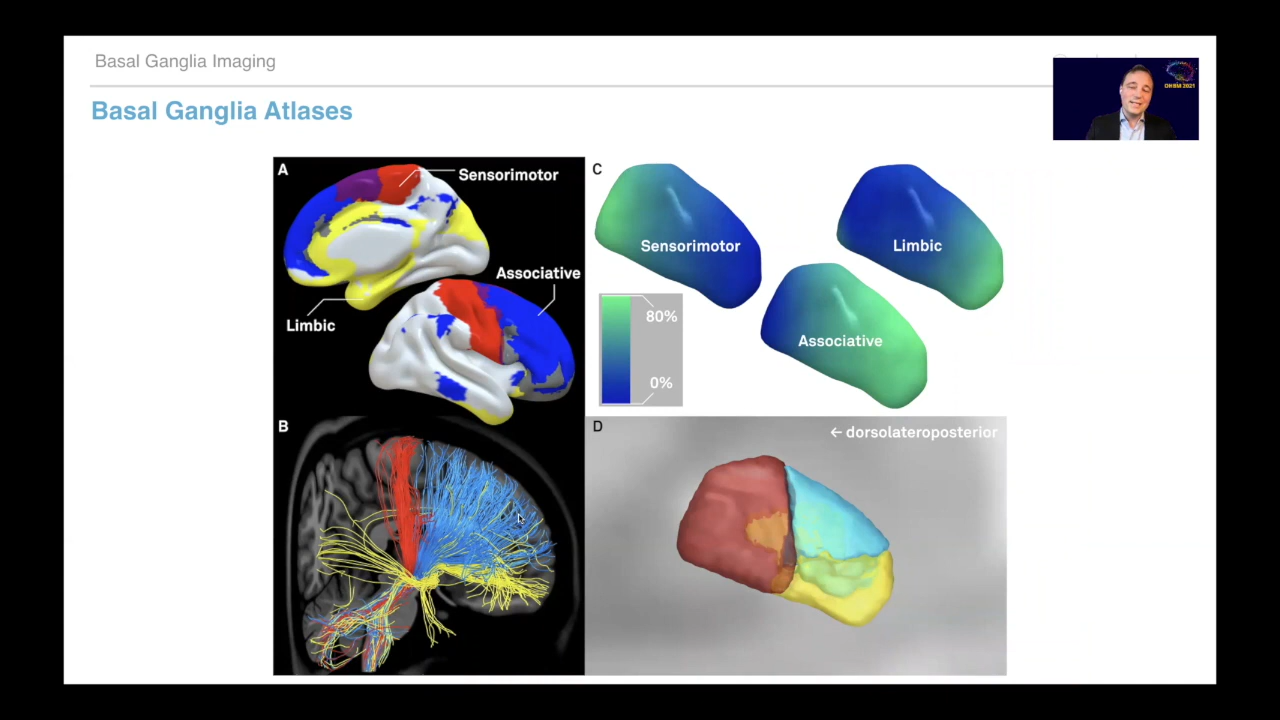 Basal Ganglia Imaging
Basal Ganglia Atlases
OHBM 2021
A
Sensorimotor
Associative
Limbic
B
C
Sensorimotor
Limbic
Associative
80%
0%
D
← dorsolateroposterior